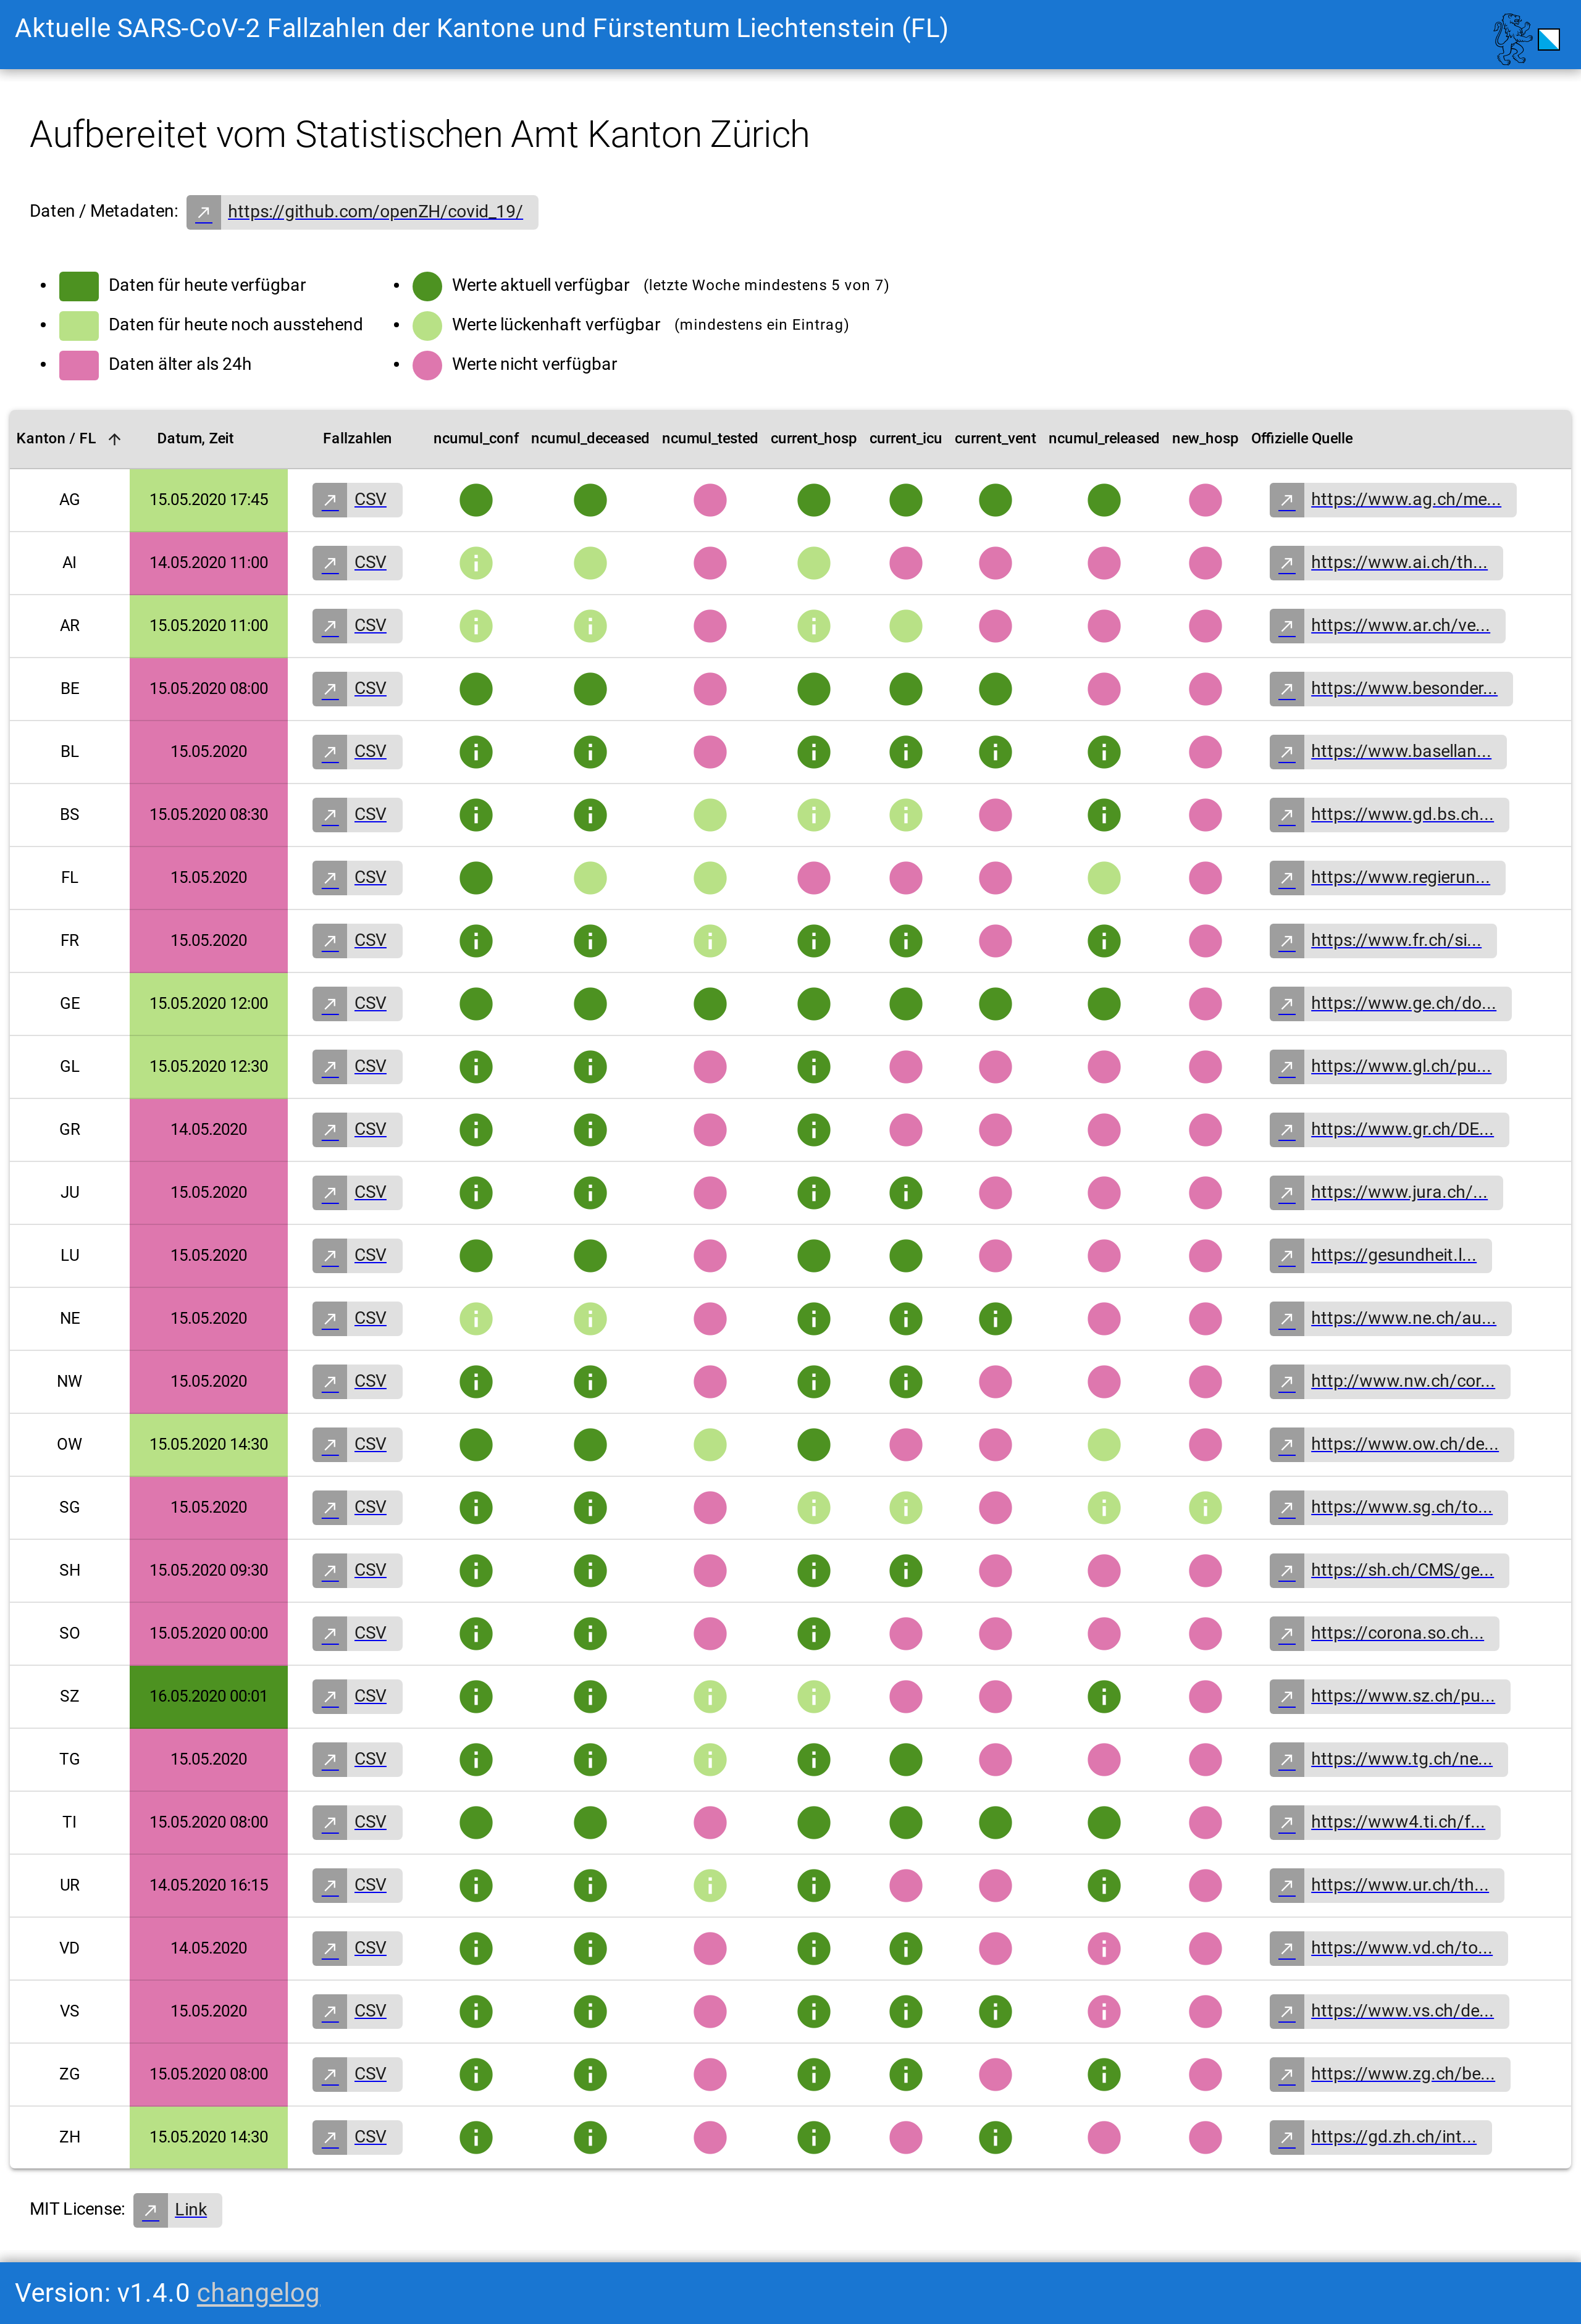 Aktuelle SARS-CoV-2 Fallzahlen der Kantone und Fürstentum Liechtenstein (FL)
Aufbereitet vom Statistischen Amt Kanton Zürich
Daten / Metadaten: https://github.com/openZH/covid_19/
Daten für heute verfügbar
Daten für heute noch ausstehend
Daten älter als 24h
Werte aktuell verfügbar (letzte Woche mindestens 5 von 7)
Werte lückenhaft verfügbar (mindestens ein Eintrag)
Werte nicht verfügbar
Kanton / FL Datum, Zeit Fallzahlen ncumul_conf ncumul_deceased ncumul_tested current_hosp current_icu current_vent ncumul_released new_hosp Offizielle Quelle
AG 15.05.2020 17:45 CSV https://www.ag.ch/me...
AI 14.05.2020 11:00 CSV https://www.ai.ch/th...
AR 15.05.2020 11:00 CSV https://www.ar.ch/ve...
BE 15.05.2020 08:00 CSV https://www.besonder...
BL 15.05.2020 CSV https://www.basellan...
BS 15.05.2020 08:30 CSV https://www.gd.bs.ch...
FL 15.05.2020 CSV https://www.regierun...
FR 15.05.2020 CSV https://www.fr.ch/si...
GE 15.05.2020 12:00 CSV https://www.ge.ch/do...
GL 15.05.2020 12:30 CSV https://www.gl.ch/pu...
GR 14.05.2020 CSV https://www.gr.ch/DE...
JU 15.05.2020 CSV https://www.jura.ch/...
LU 15.05.2020 CSV https://gesundheit.l...
NE 15.05.2020 CSV https://www.ne.ch/au...
NW 15.05.2020 CSV http://www.nw.ch/cor...
OW 15.05.2020 14:30 CSV https://www.ow.ch/de...
SG 15.05.2020 CSV https://www.sg.ch/to...
SH 15.05.2020 09:30 CSV https://sh.ch/CMS/ge...
SO 15.05.2020 00:00 CSV https://corona.so.ch...
SZ 16.05.2020 00:01 CSV https://www.sz.ch/pu...
TG 15.05.2020 CSV https://www.tg.ch/ne...
TI 15.05.2020 08:00 CSV https://www4.ti.ch/f...
UR 14.05.2020 16:15 CSV https://www.ur.ch/th...
VD 14.05.2020 CSV https://www.vd.ch/to...
VS 15.05.2020 CSV https://www.vs.ch/de...
ZG 15.05.2020 08:00 CSV https://www.zg.ch/be...
ZH 15.05.2020 14:30 CSV https://gd.zh.ch/int...
MIT License: Link
Version: v1.4.0 changelog